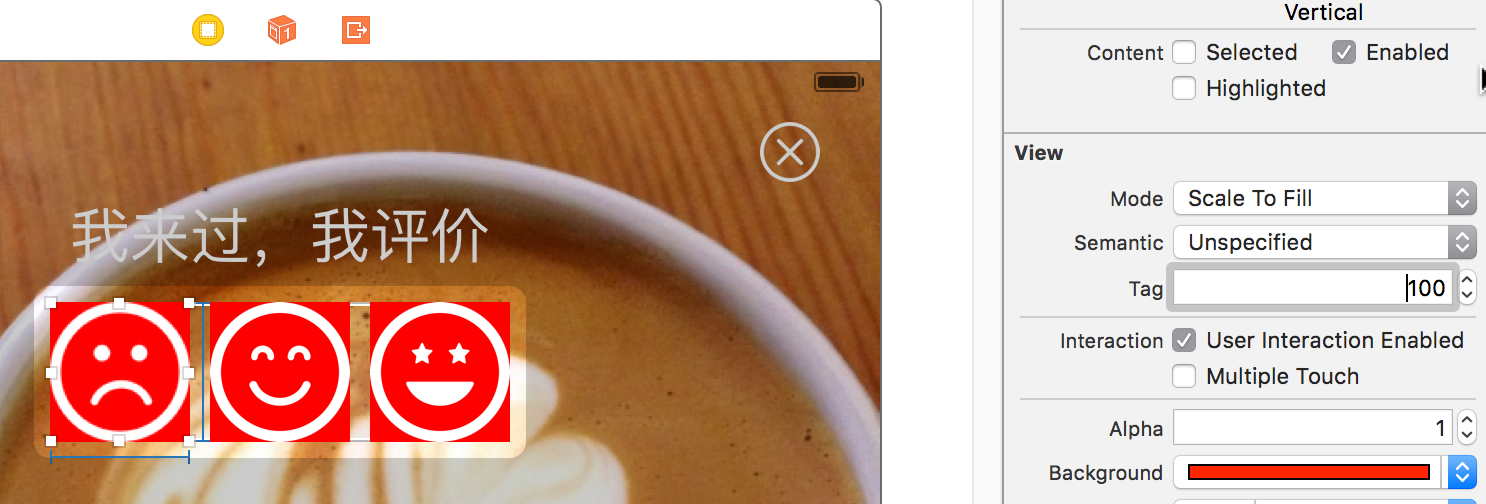 Vertical
Content Selected Enabled
Highlighted
View
Mode Scale To Fill
Semantic Unspecified
Tag 100
Interaction User Interaction Enabled
Multiple Touch
Alpha 1
Background
1
我来过，我评价